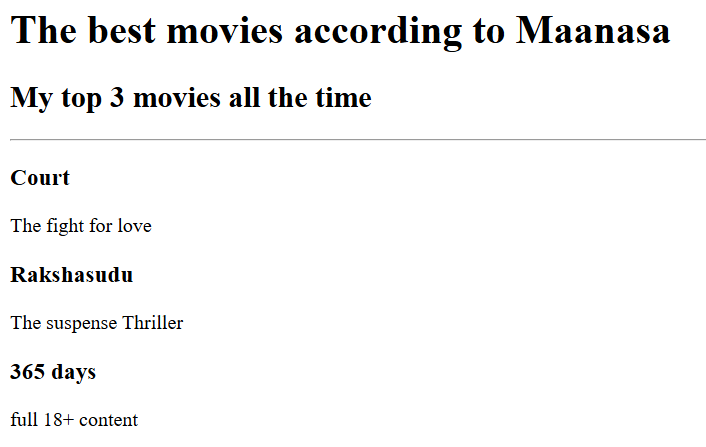 The best movies according to Maanasa
My top 3 movies all the time
Court
The fight for love
Rakshasudu
The suspense Thriller
365 days
full 18+ content